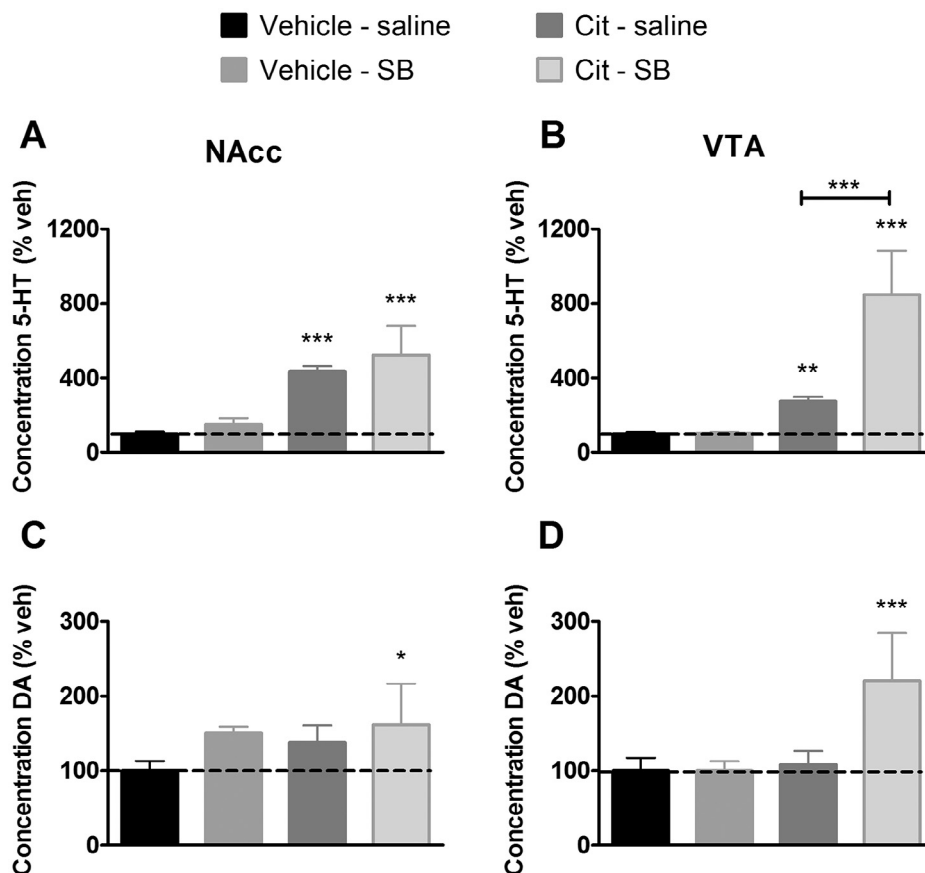 Vehicle - saline
Cit - saline
Vehicle - SB
Cit - SB
A
NAcc
Concentration 5-HT (% veh)
1200
800
400
0
***
***
B
VTA
Concentration 5-HT (% veh)
1200
800
400
0
***
***
**
C
Concentration DA (% veh)
300
200
100
0
*
D
Concentration DA (% veh)
300
200
100
0
***